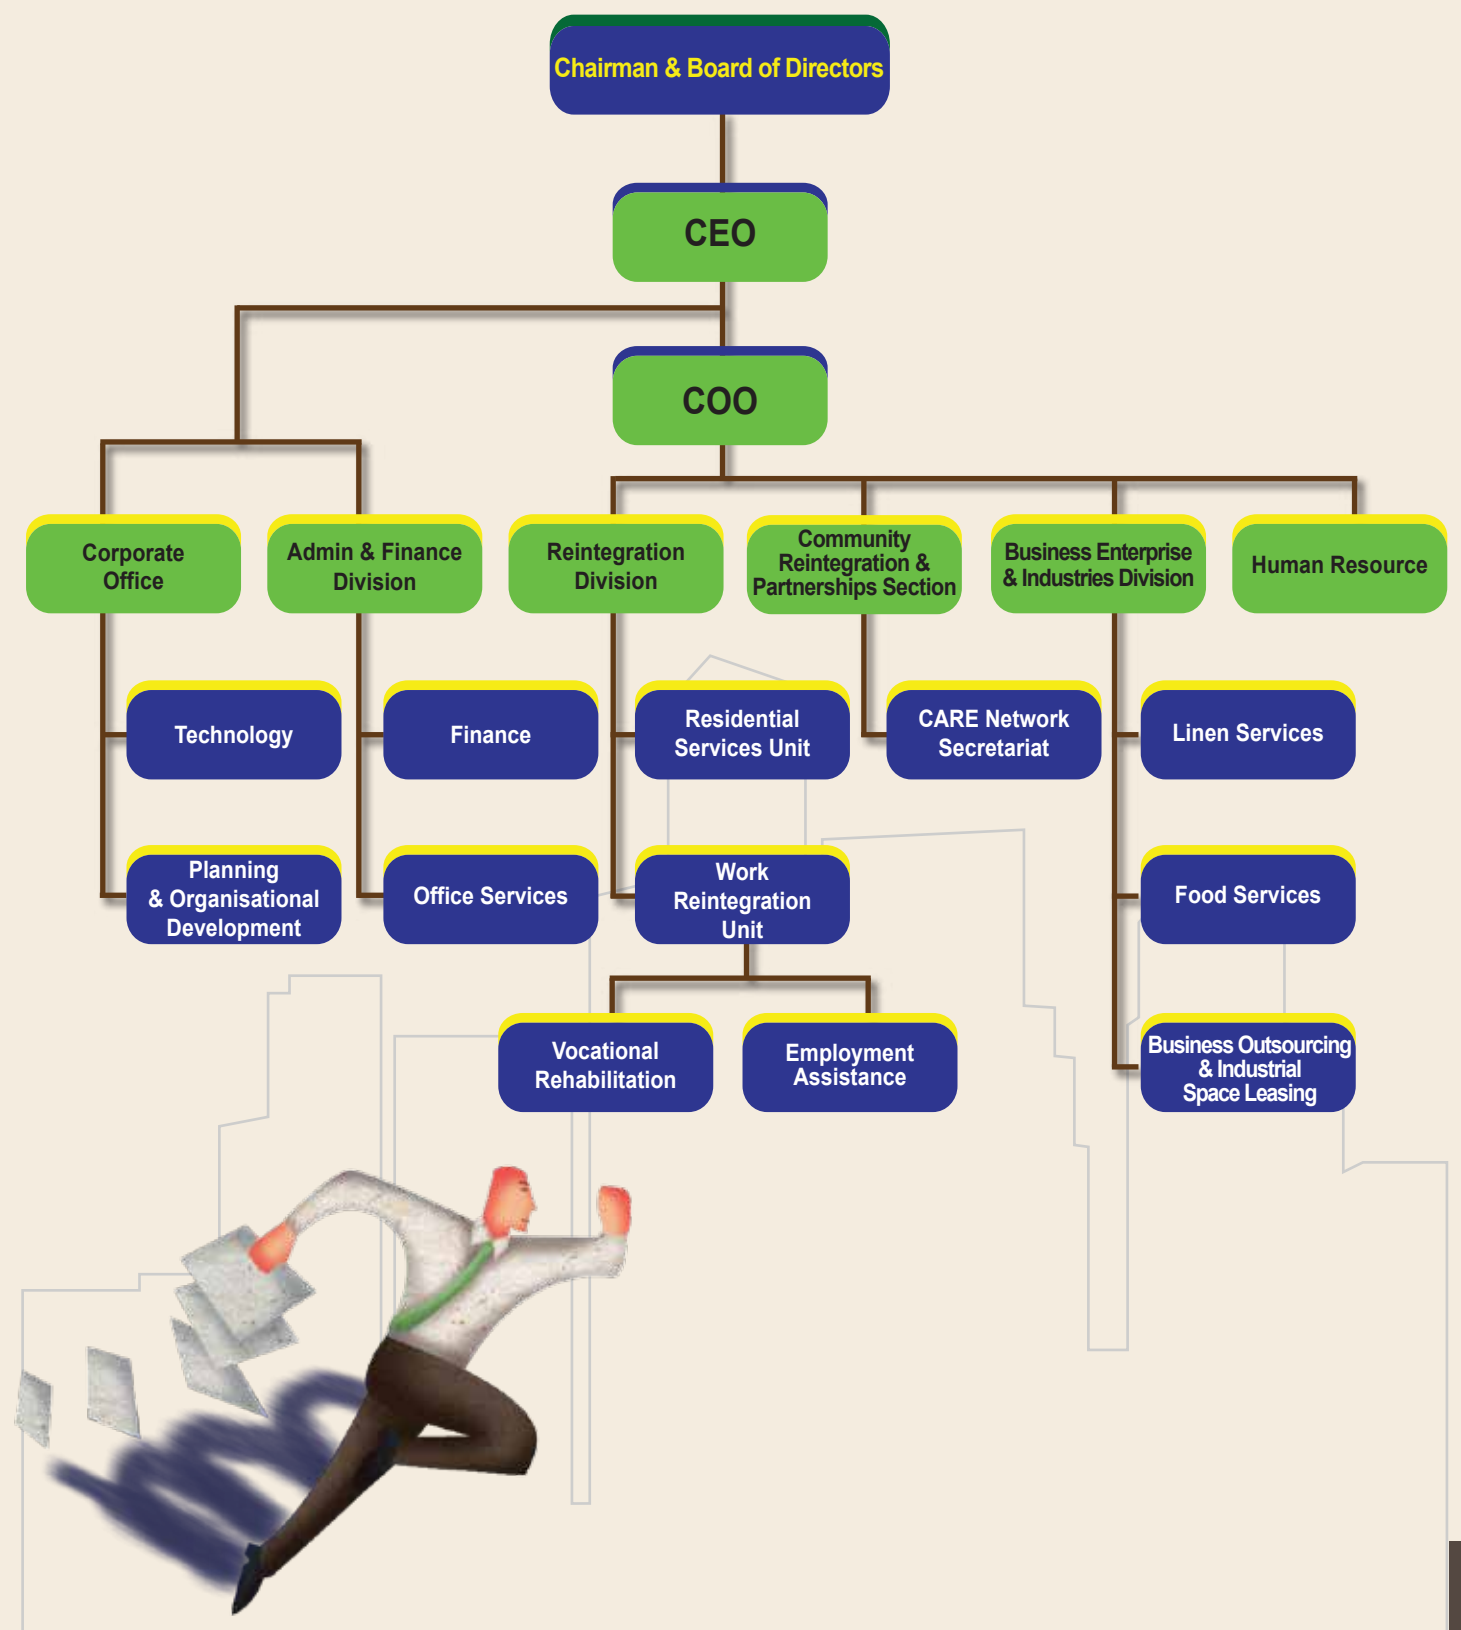 Chairman & Board of Directors
CEO
COO
Corporate
Office
Admin & Finance
Division
Reintegration
Division
Community
Reintegration &
Partnerships Section
Business Enterprise
& Industries Division
Human Resource
Technology
Finance
Residential
Services Unit
CARE Network
Secretariat
Linen Services
Planning
& Organisational
Development
Office Services
Work
Reintegration
Unit
Food Services
Vocational
Rehabilitation
Employment
Assistance
Business Outsourcing
& Industrial
Space Leasing